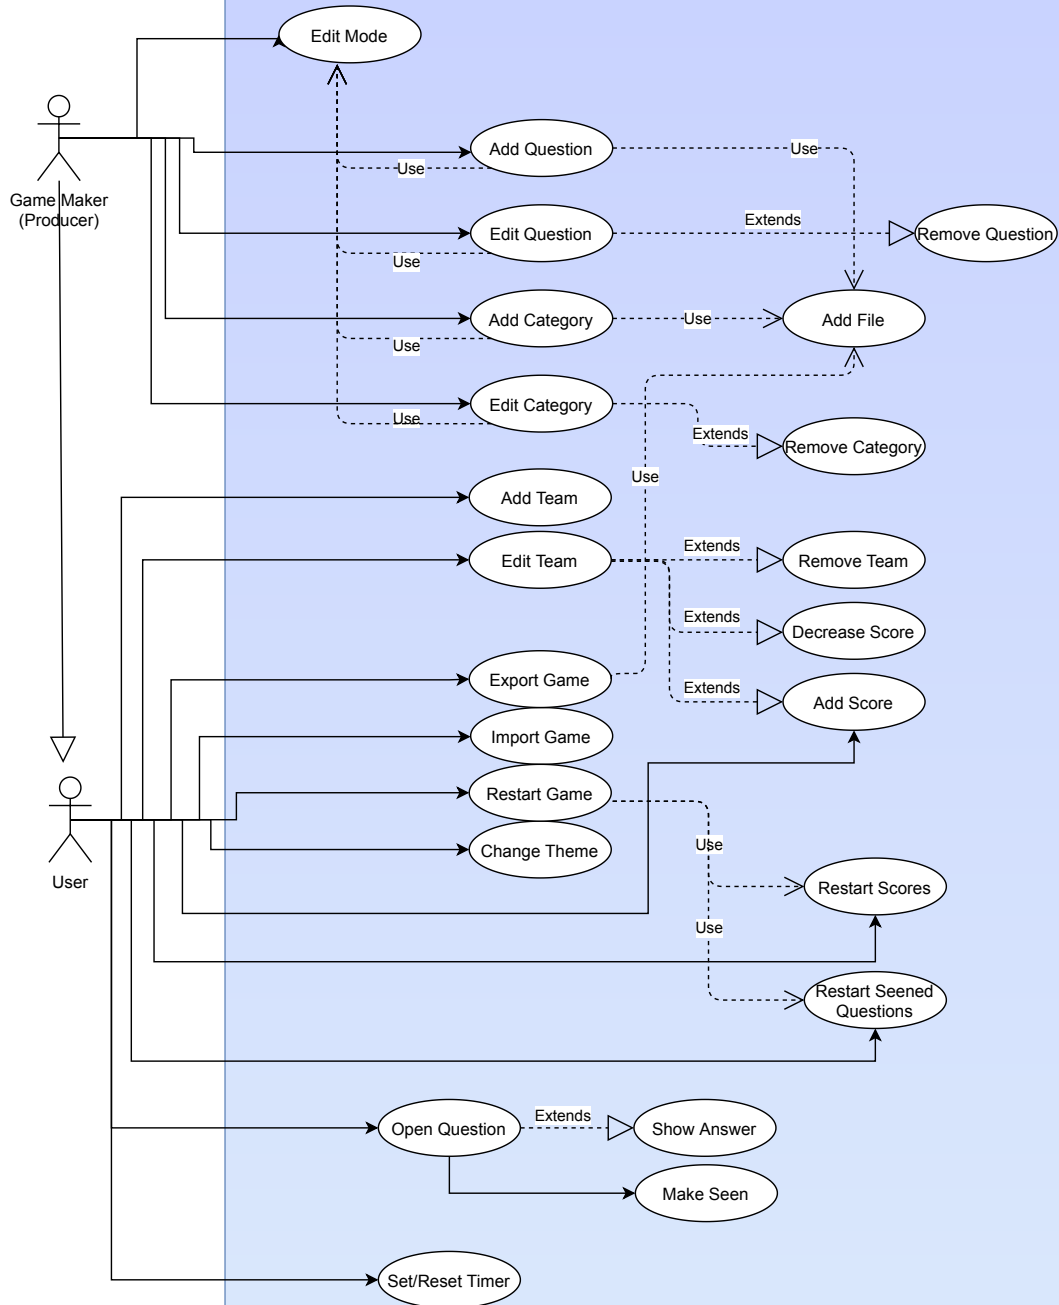 Edit Mode
Add Question
Use
Use
Game Maker
(Producer)
Edit Question
Extends
Remove Question
Use
Add Category
Use
Add File
Use
Edit Category
Use
Extends
Remove Category
Use
Add Team
Edit Team
Extends
Remove Team
Extends
Decrease Score
Export Game
Extends
Add Score
Import Game
Restart Game
Change Theme
Use
User
Restart Scores
Use
Restart Seened
Questions
Open Question
Extends
Show Answer
Make Seen
Set/Reset Timer